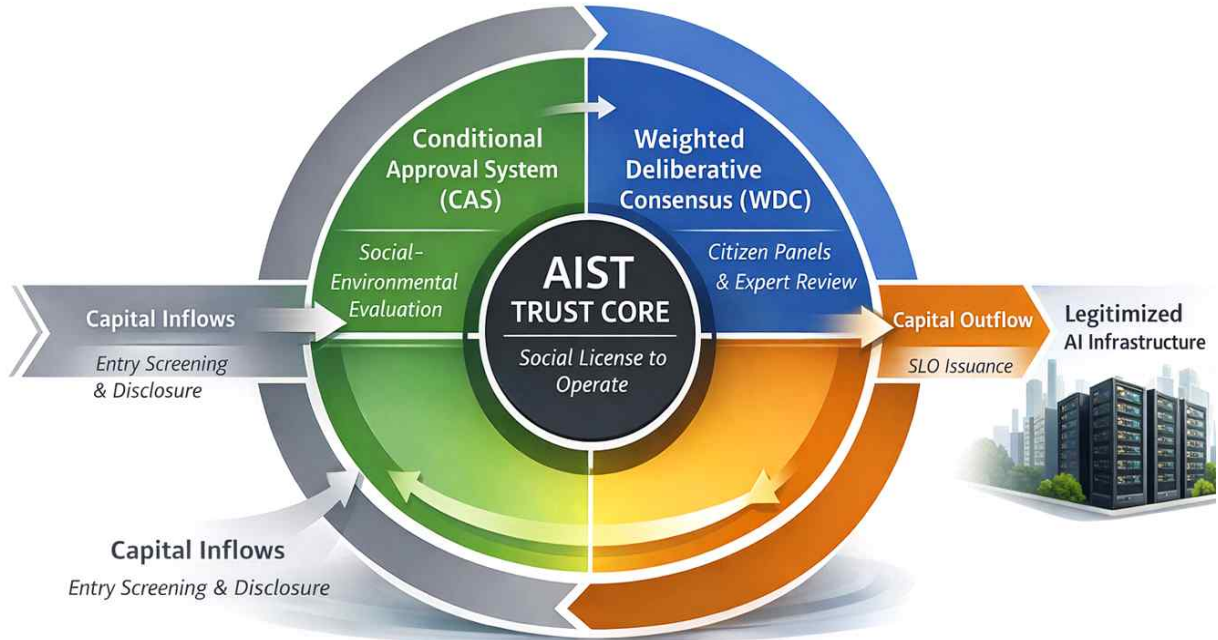 Conditional
Approval System
(CAS)
Social-
Environmental
Evaluation
Weighted
Deliberative
Consensus (WDC)
Citizen Panels
& Expert Review
AIST
TRUST CORE
Social License to
Operate
Capital Inflows
Entry Screening
& Disclosure
Capital Outflow
SLO Issuance
Legitimized
AI Infrastructure
Capital Inflows
Entry Screening & Disclosure